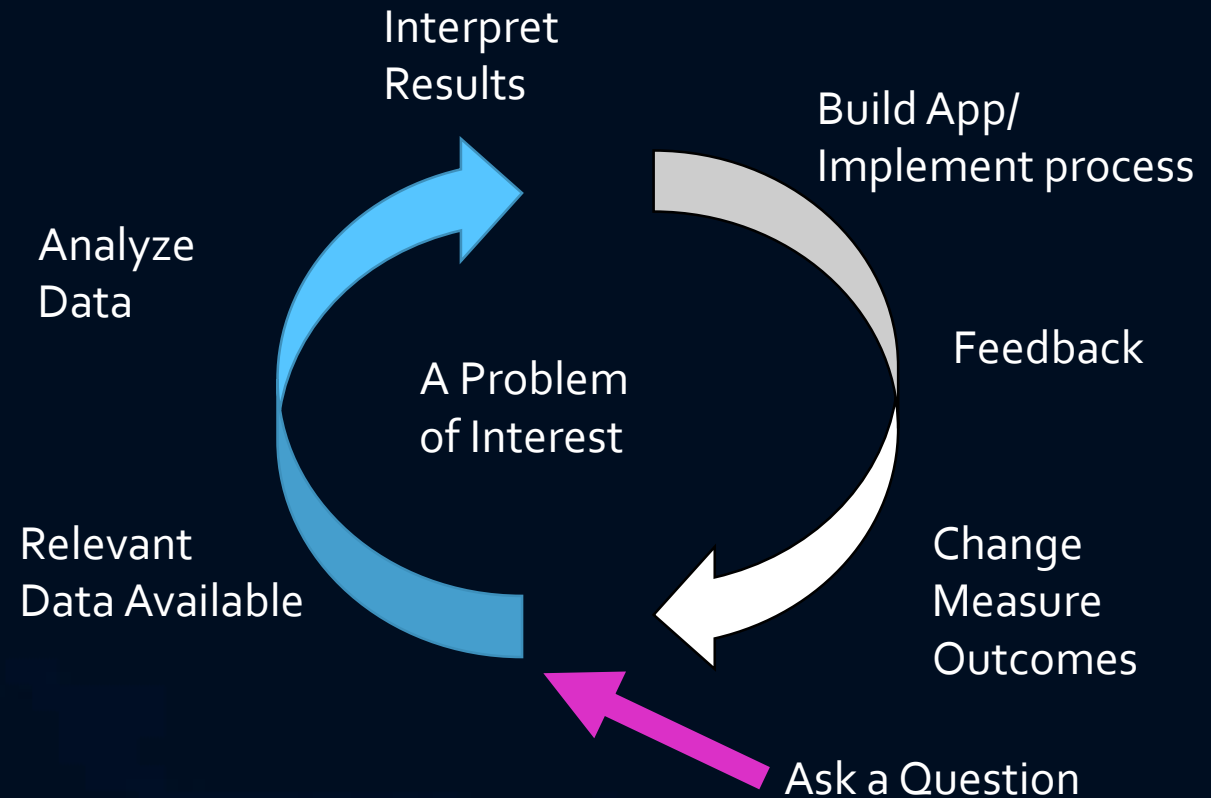 Interpret
Results
Build App/
Implement process
Analyze
Data
Feedback
A Problem
of Interest
Relevant
Data Available
Change
Measure
Outcomes
Ask a Question